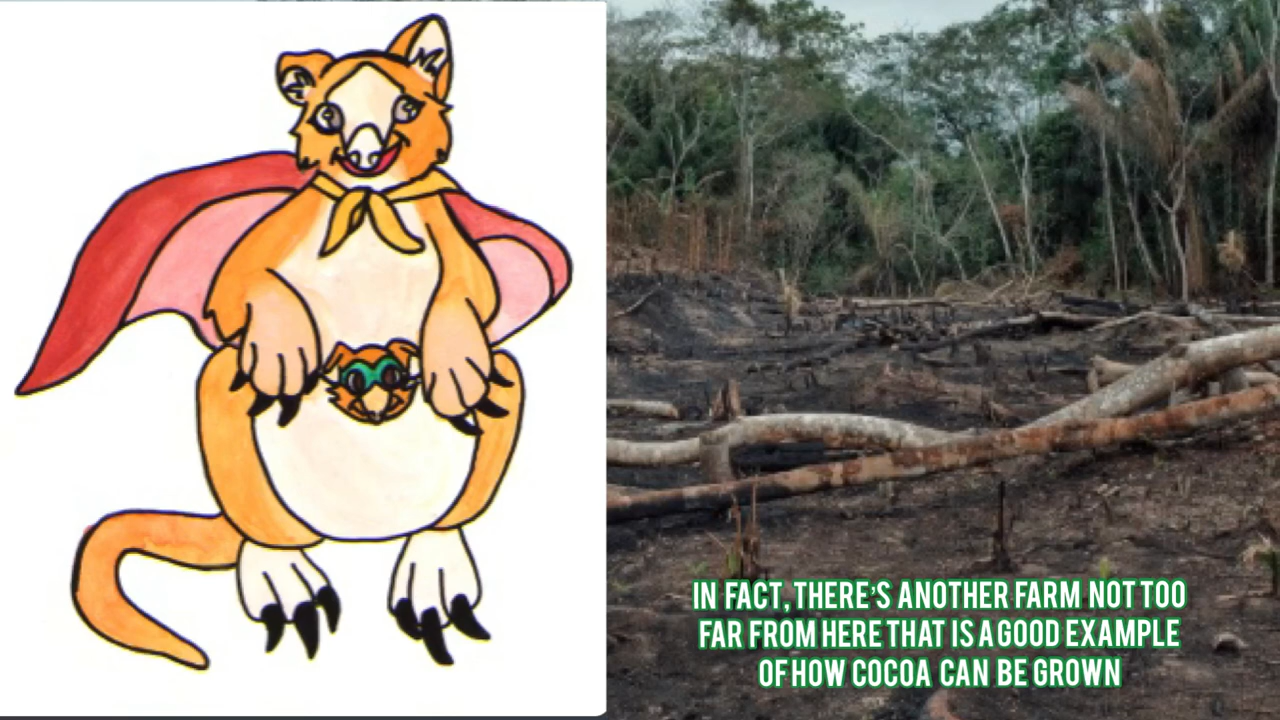 IN FACT, THERE'S ANOTHER FARM NOT TOO
FAR FROM HERE THAT IS A GOOD EXAMPLE
OF HOW COCOA CAN BE GROWN